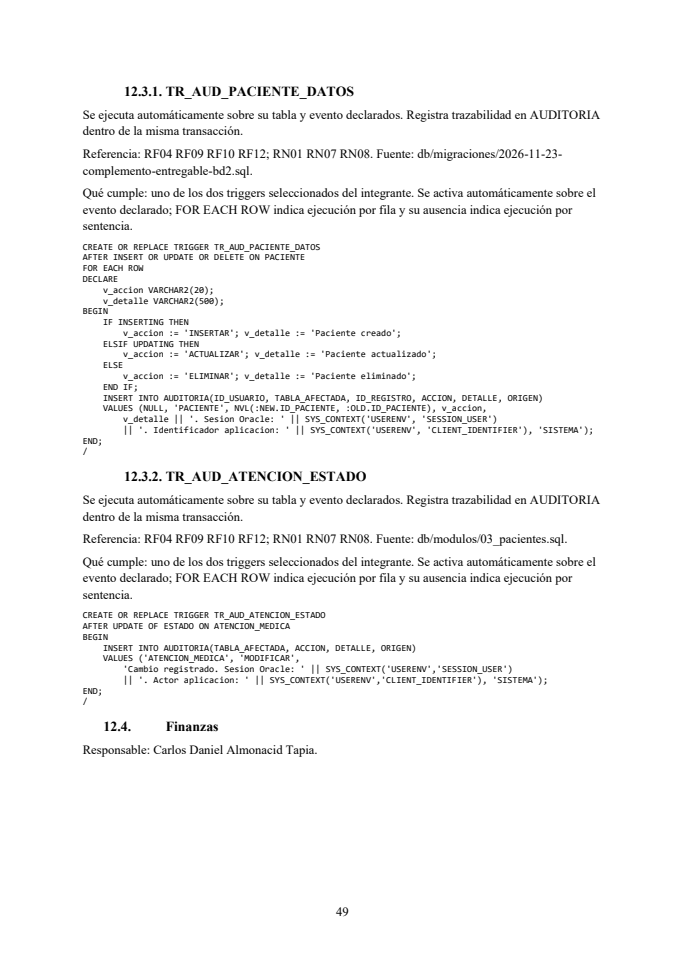 12.3.1. TR_AUD_PACIENTE_DATOS
Se ejecuta automáticamente sobre su tabla y evento declarados. Registra trazabilidad en AUDITORIA
dentro de la misma transacción.
Referencia: RF04 RF09 RF10 RF12; RN01 RN07 RN08. Fuente: db/migraciones/2026-11-23-
complemento-entregable-bd2.sql.
Qué cumple: uno de los dos triggers seleccionados del integrante. Se activa automáticamente sobre el
evento declarado; FOR EACH ROW indica ejecución por fila y su ausencia indica ejecución por
sentencia.
CREATE OR REPLACE TRIGGER TR_AUD_PACIENTE_DATOS
AFTER INSERT OR UPDATE OR DELETE ON PACIENTE
FOR EACH ROW
DECLARE
    v_accion VARCHAR2(20);
    v_detalle VARCHAR2(500);
BEGIN
    IF INSERTING THEN
        v_accion := 'INSERTAR'; v_detalle := 'Paciente creado';
    ELSIF UPDATING THEN
        v_accion := 'ACTUALIZAR'; v_detalle := 'Paciente actualizado';
    ELSE
        v_accion := 'ELIMINAR'; v_detalle := 'Paciente eliminado';
    END IF;
    INSERT INTO AUDITORIA(ID_USUARIO, TABLA_AFECTADA, ID_REGISTRO, ACCION, DETALLE, ORIGEN)
    VALUES (NULL, 'PACIENTE', NVL(:NEW.ID_PACIENTE, :OLD.ID_PACIENTE), v_accion,
        v_detalle || '. Sesion Oracle: ' || SYS_CONTEXT('USERENV', 'SESSION_USER')
        || '. Identificador aplicacion: ' || SYS_CONTEXT('USERENV', 'CLIENT_IDENTIFIER'), 'SISTEMA');
END;
/
12.3.2. TR_AUD_ATENCION_ESTADO
Se ejecuta automáticamente sobre su tabla y evento declarados. Registra trazabilidad en AUDITORIA
dentro de la misma transacción.
Referencia: RF04 RF09 RF10 RF12; RN01 RN07 RN08. Fuente: db/modulos/03_pacientes.sql.
Qué cumple: uno de los dos triggers seleccionados del integrante. Se activa automáticamente sobre el
evento declarado; FOR EACH ROW indica ejecución por fila y su ausencia indica ejecución por
sentencia.
CREATE OR REPLACE TRIGGER TR_AUD_ATENCION_ESTADO
AFTER UPDATE OF ESTADO ON ATENCION_MEDICA
BEGIN
    INSERT INTO AUDITORIA(TABLA_AFECTADA, ACCION, DETALLE, ORIGEN)
    VALUES ('ATENCION_MEDICA', 'MODIFICAR',
        'Cambio registrado. Sesion Oracle: ' || SYS_CONTEXT('USERENV','SESSION_USER')
        || '. Actor aplicacion: ' || SYS_CONTEXT('USERENV','CLIENT_IDENTIFIER'), 'SISTEMA');
END;
/
12.4. Finanzas
Responsable: Carlos Daniel Almonacid Tapia.
49